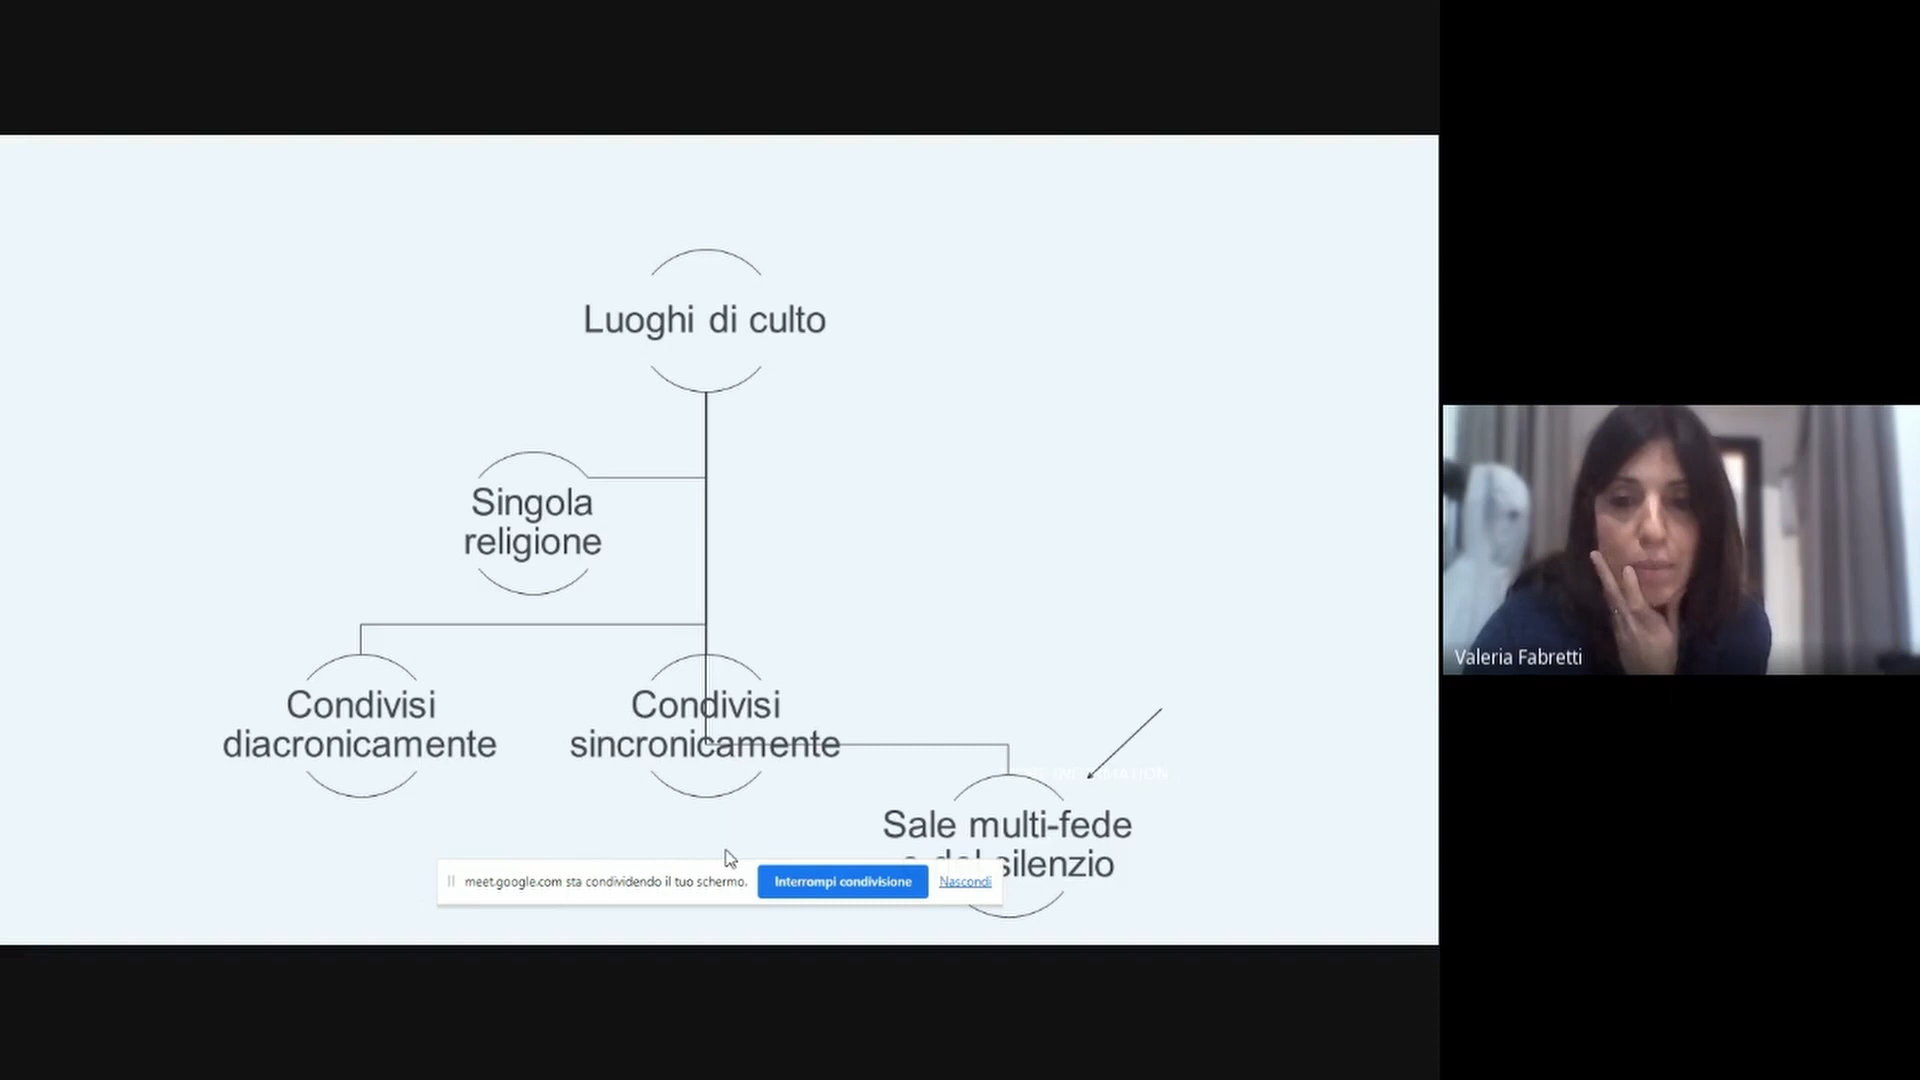 Luoghi di culto
Singola
religione
Condivisi
diacronicamente
Condivisi
sincronicamente
Sale multi-fede
silenzio
meet.google.com sta condividendo il tuo schermo.
Interrompi condivisione
Nascondi
Valeria Fabretti